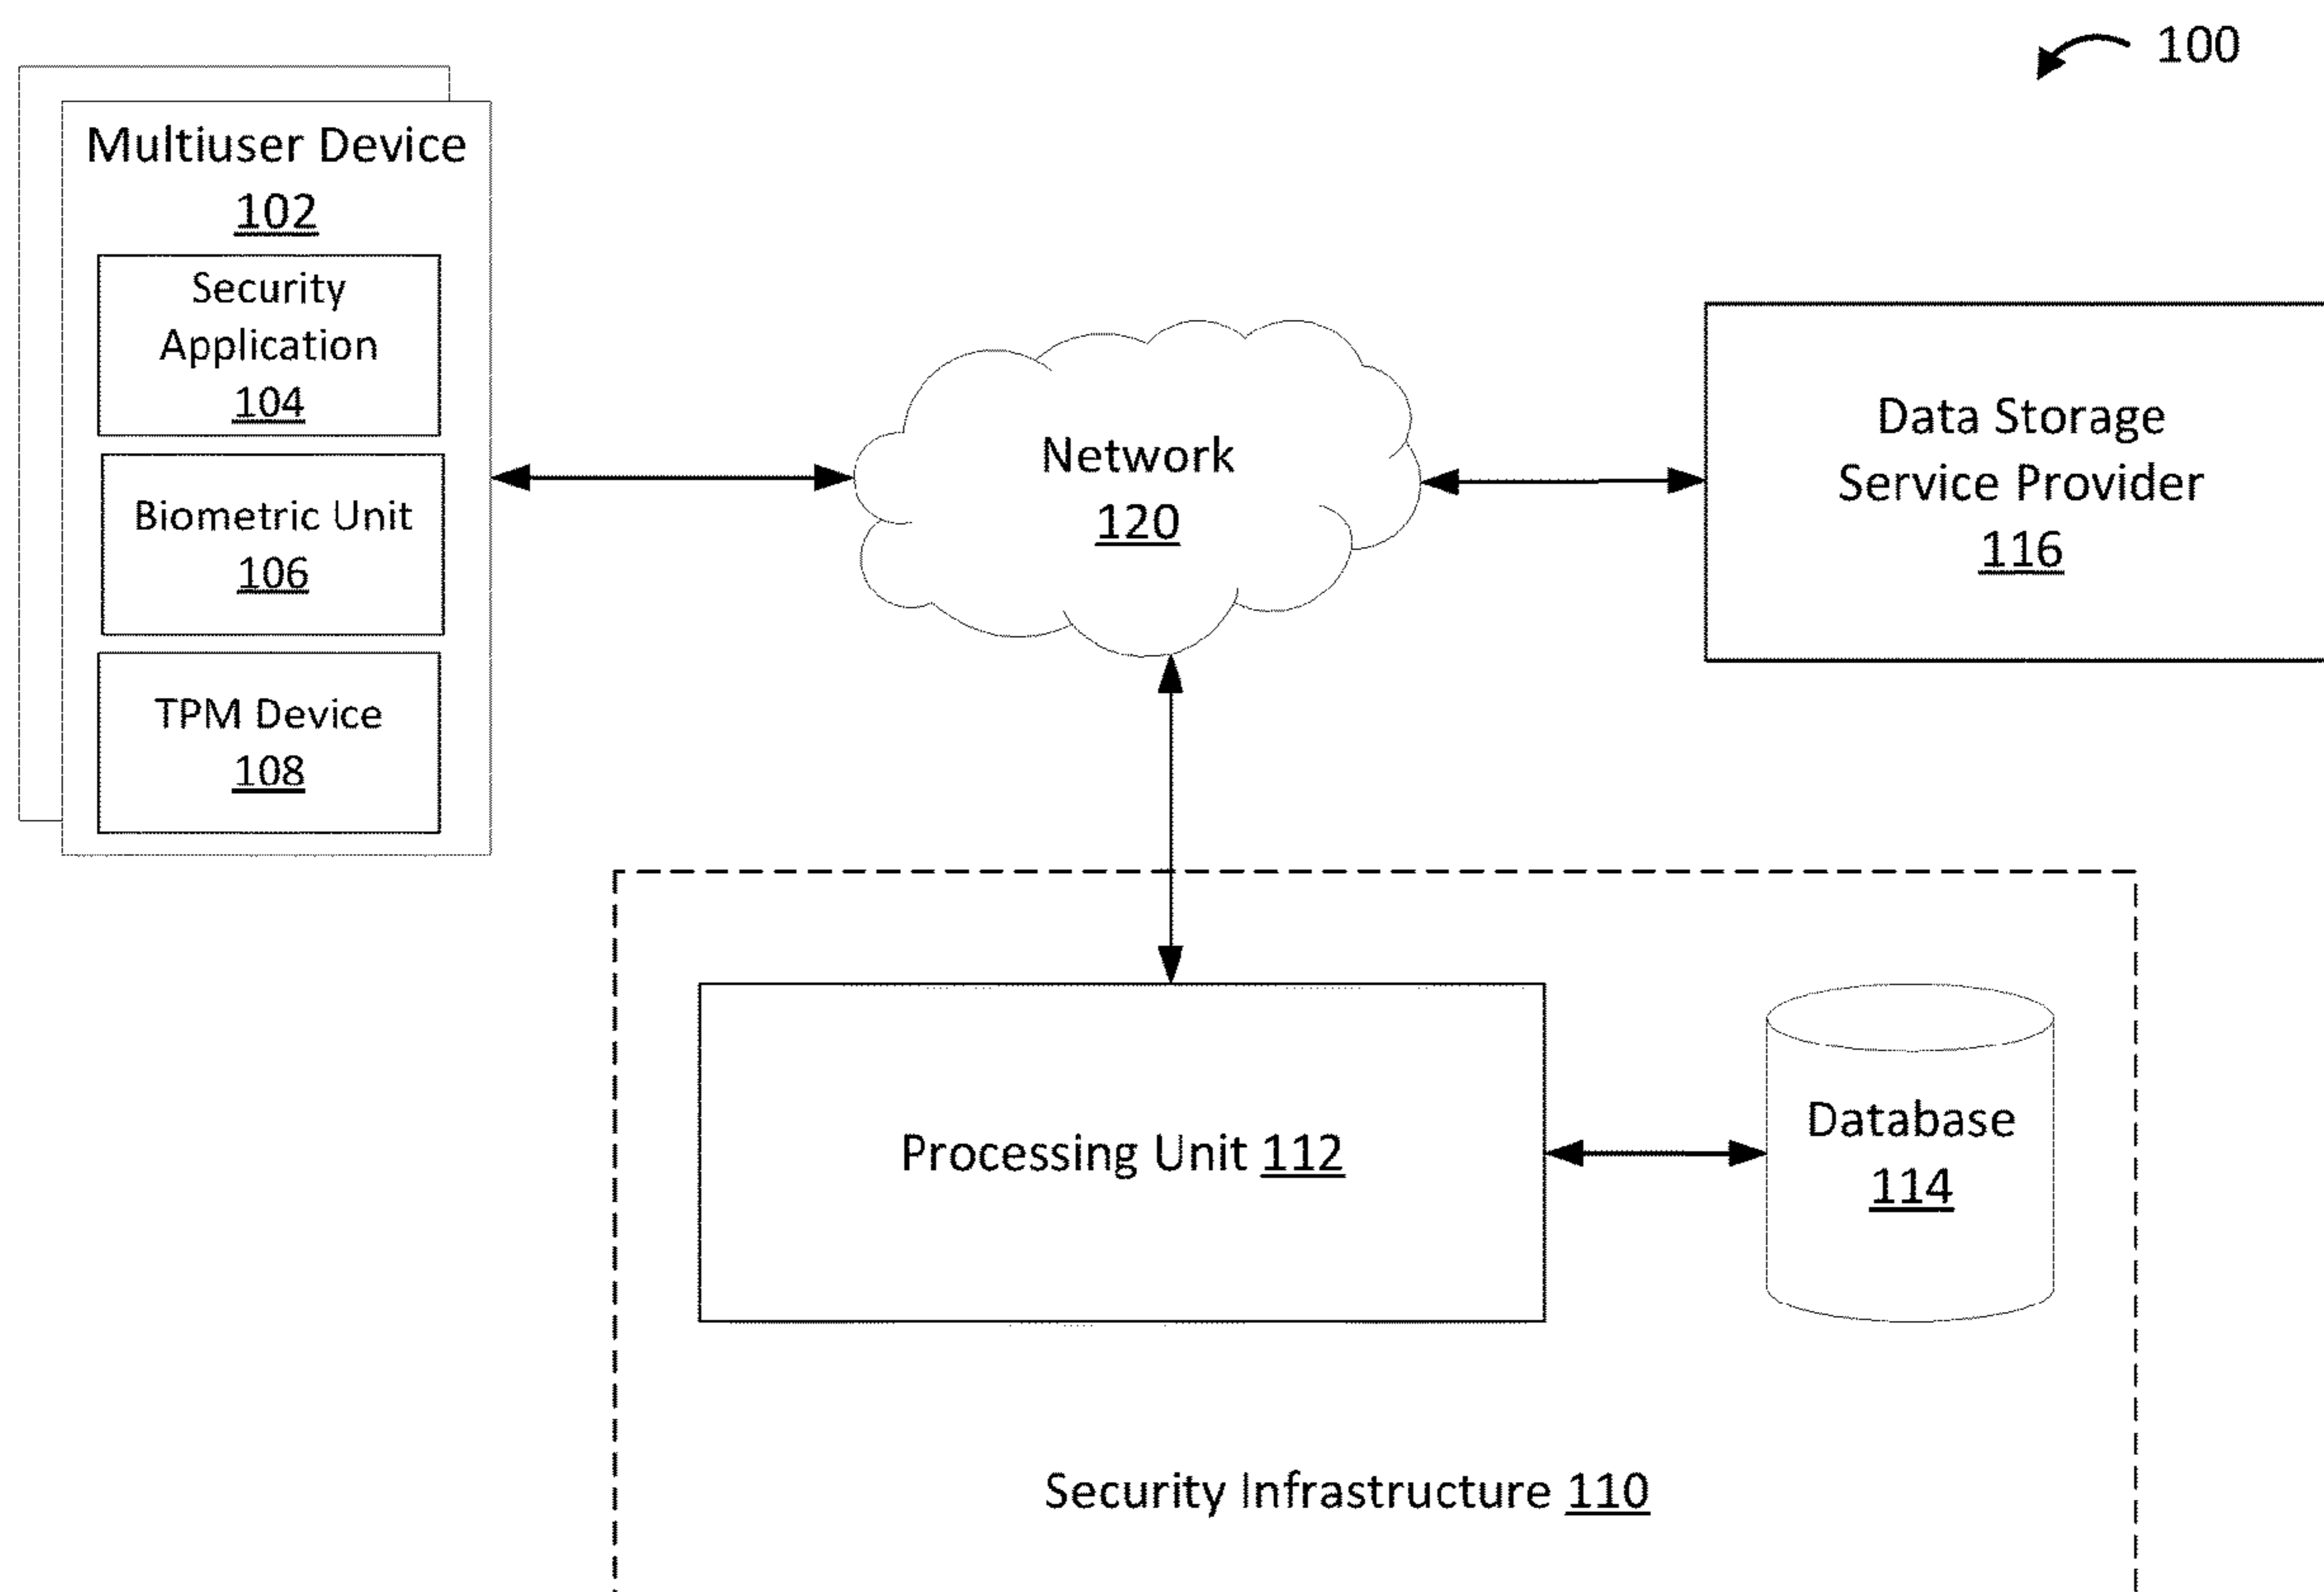 100
Multiuser Device
102
Security
Application
104
Biometric Unit
106
TPM Device
108
Network
120
Data Storage
Service Provider
116
Processing Unit 112
Database
114
Security Infrastructure 110